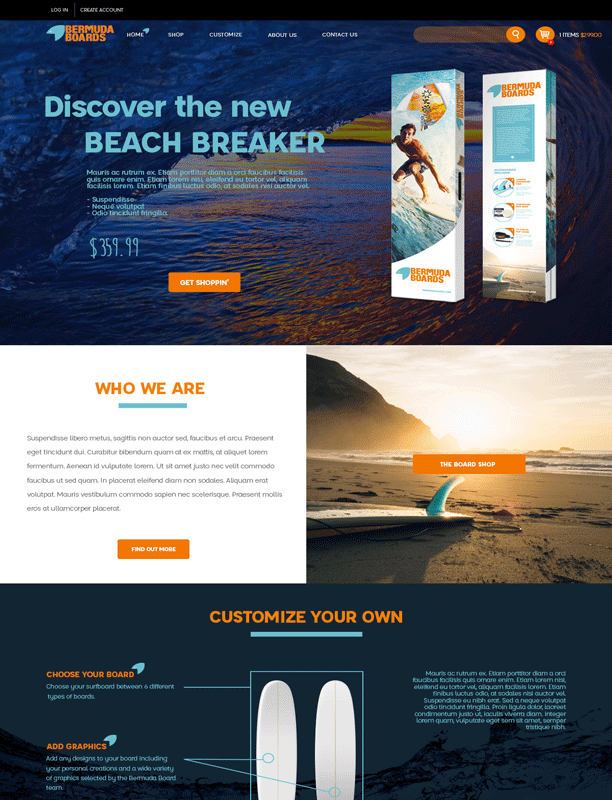 LOG IN
CREATE ACCOUNT
BERMUDA
BOARDS
HOME
SHOP
CUSTOMIZE
ABOUT US
CONTACT US
1 ITEMS $299.00
Discover the new
BEACH BREAKER
Mauris ac rutrum ex. Etiam porttitor diam a orci faucibus facilisis
quis ornare enim. Etiam lorem nisi, eleifend eu tortor vel, aliquam
facilisis lorem. Etiam finibus luctus odio, at sodales nisl auctor vel.
- Suspendisse
- Neque volutpat
- Odio tincidunt fringilla.
$359.99
GET SHOPPIN'
BERMUDA
BOARDS
BERMUDA
BOARDS
WHO WE ARE
Suspendisse libero metus, sagittis non auctor sed, faucibus et arcu. Praesent
eget tincidunt dui. Curabitur bibendum quam at ex mattis, at aliquet lorem
fermentum. Aenean id vulputate lorem. Ut sit amet justo nec velit commodo
faucibus ut sed quam. In placerat eleifend diam non sodales. Aliquam erat
volutpat. Mauris vestibulum commodo sapien nec scelerisque. Praesent mollis
eros at ullamcorper placerat.
FIND OUT MORE
THE BOARD SHOP
CUSTOMIZE YOUR OWN
CHOOSE YOUR BOARD
Choose your surfboard between 6 different
types of boards.
ADD GRAPHICS
Add any designs to your board including
your personal creations and a wide variety
of graphics selected by the Bermuda Board
team.
Mauris ac rutrum ex. Etiam porttitor diam a orci
faucibus facilisis quis ornare enim. Etiam lorem nisi,
eleifend eu tortor vel, aliquam facilisis lorem. Etiam
finibus luctus odio, at sodales nisl auctor vel.
Suspendisse eu nibh erat. Sed a neque volutpat
odio tincidunt fringilla. Proin ligula dolor, laoreet
condimentum justo ut, iaculis viverra diam. Integer
lorem quam, vulputate eget sem sit amet, semper
tristique nibh.